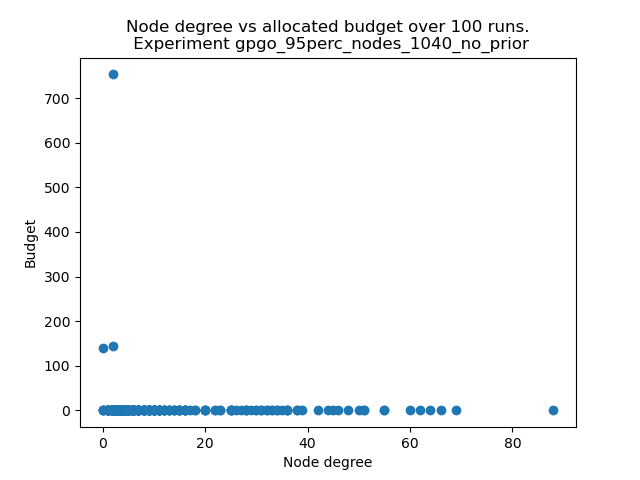 Node degree vs allocated budget over 100 runs.
Experiment gpgo_95perc_nodes_1040_no_prior
700
600
500
400
300
200
100
0
Budget
0 20 40 60 80
Node degree